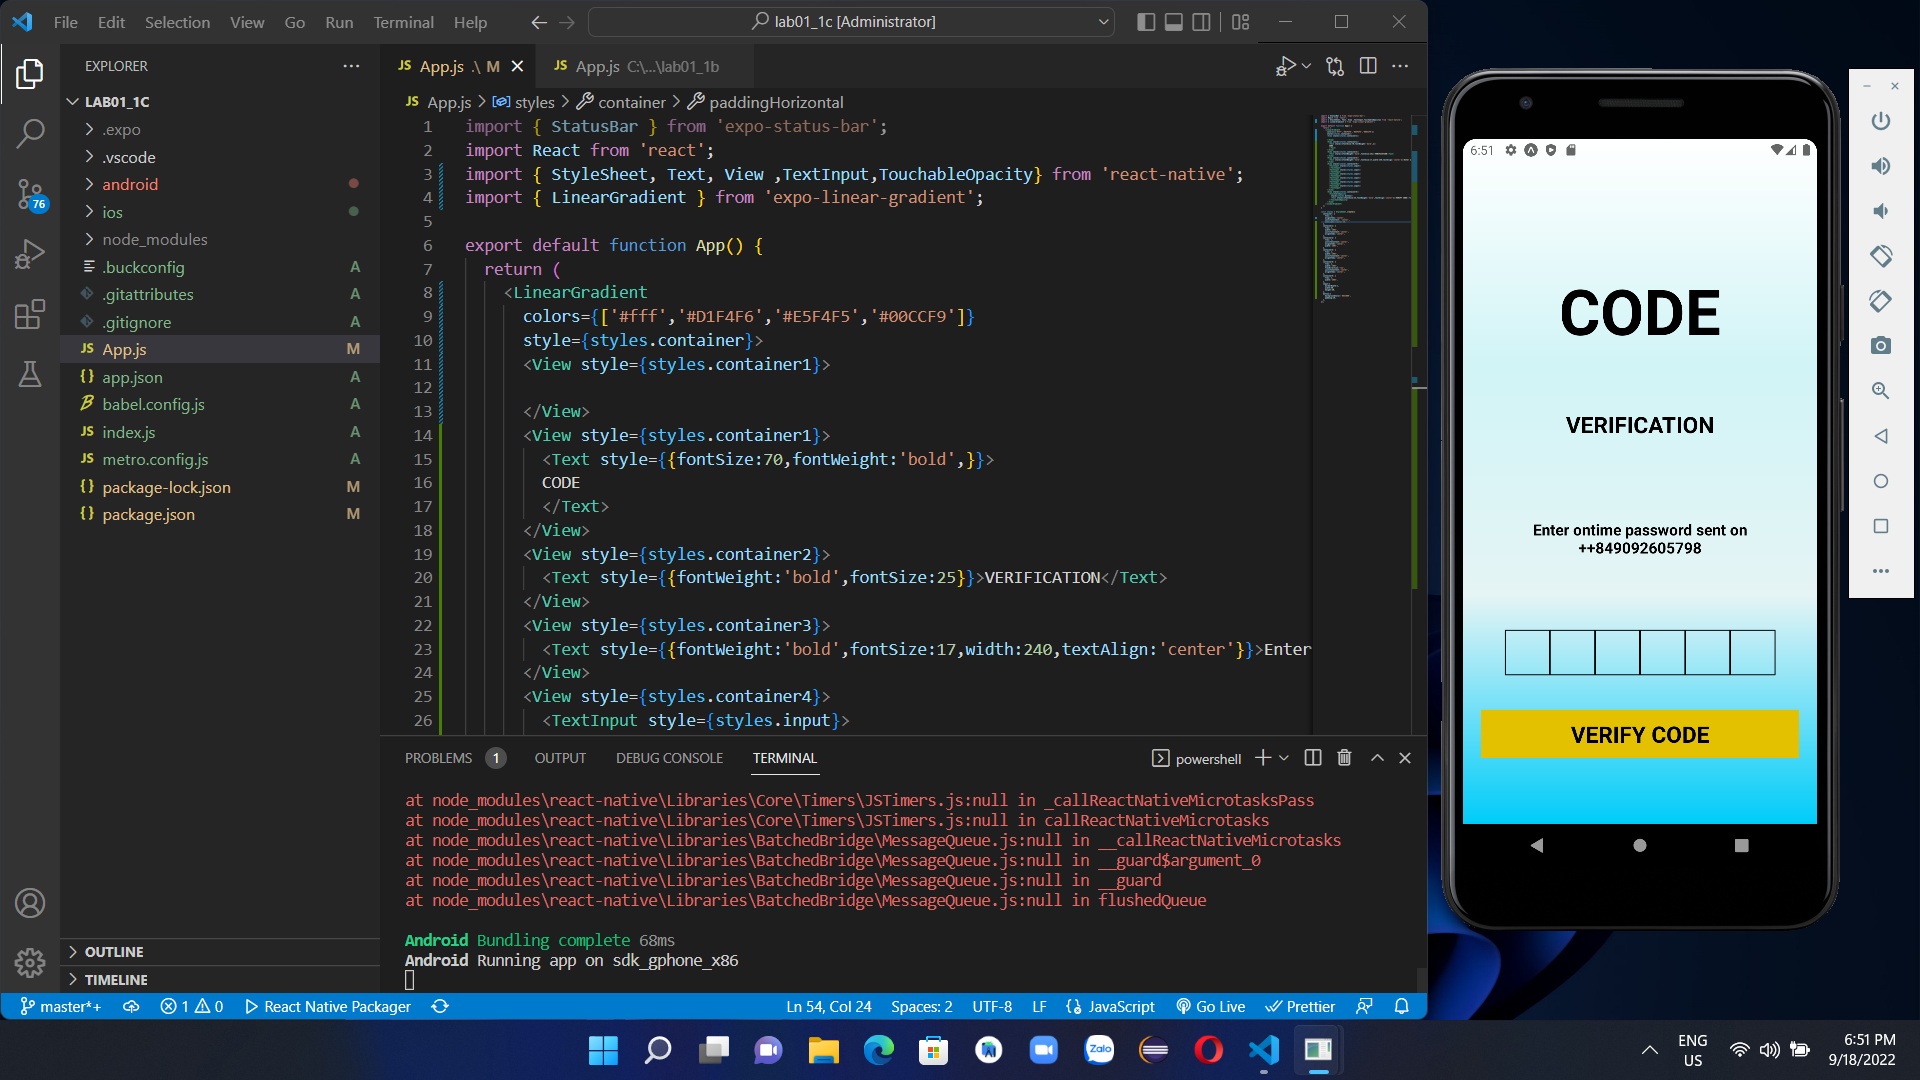 File Edit Selection View Go Run Terminal Help
lab01_1c [Administrator]
EXPLORER
LAB01_1C
.expo
.vscode
android
ios
node_modules
.buckconfig A
.gitattributes A
.gitignore A
JS App.js M
{} app.json A
babel.config.js A
JS index.js A
JS metro.config.js A
{} package-lock.json M
{} package.json M
OUTLINE
TIMELINE
JS App.js .\ M
JS App.js C:\...\lab01_1b
JS App.js > styles > container > paddingHorizontal
1 import { StatusBar } from 'expo-status-bar';
2 import React from 'react';
3 import { StyleSheet, Text, View ,TextInput,TouchableOpacity} from 'react-native';
4 import { LinearGradient } from 'expo-linear-gradient';
5
6 export default function App() {
7 return (
8 <LinearGradient
9 colors={['#fff','#D1F4F6','#E5F4F5','#00CCF9']}
10 style={styles.container}>
11 <View style={styles.container1}>
12
13 </View>
14 <View style={styles.container1}>
15 <Text style={{fontSize:70,fontWeight:'bold',}}>
16 CODE
17 </Text>
18 </View>
19 <View style={styles.container2}>
20 <Text style={{fontWeight:'bold',fontSize:25}}>VERIFICATION</Text>
21 </View>
22 <View style={styles.container3}>
23 <Text style={{fontWeight:'bold',fontSize:17,width:240,textAlign:'center'}}>Enter
24 </View>
25 <View style={styles.container4}>
26 <TextInput style={styles.input}>
PROBLEMS 1 OUTPUT DEBUG CONSOLE TERMINAL
powershell
at node_modules\react-native\Libraries\Core\Timers\JSTimers.js:null in _callReactNativeMicrotasksPass
at node_modules\react-native\Libraries\Core\Timers\JSTimers.js:null in callReactNativeMicrotasks
at node_modules\react-native\Libraries\BatchedBridge\MessageQueue.js:null in __callReactNativeMicrotasks
at node_modules\react-native\Libraries\BatchedBridge\MessageQueue.js:null in __guard$argument_0
at node_modules\react-native\Libraries\BatchedBridge\MessageQueue.js:null in __guard
at node_modules\react-native\Libraries\BatchedBridge\MessageQueue.js:null in flushedQueue
Android Bundling complete 68ms
Android Running app on sdk_gphone_x86
76
master*+ 1 0 React Native Packager
Ln 54, Col 24 Spaces: 2 UTF-8 LF {} JavaScript Go Live Prettier
6:51
CODE
VERIFICATION
Enter ontime password sent on
++849092605798
VERIFY CODE
Zalo
ENG
US
6:51 PM
9/18/2022